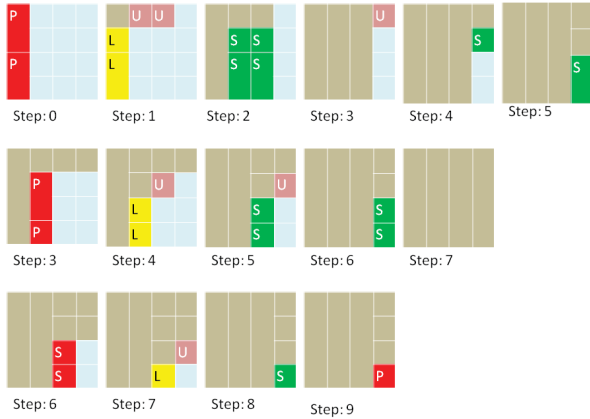 P U U U
P L S S S
L S S S
Step: 0 Step: 1 Step: 2 Step: 3 Step: 4 Step: 5
P U U
L S S
P L S S
Step: 3 Step: 4 Step: 5 Step: 6 Step: 7
S U
S L S P
Step: 6 Step: 7 Step: 8 Step: 9